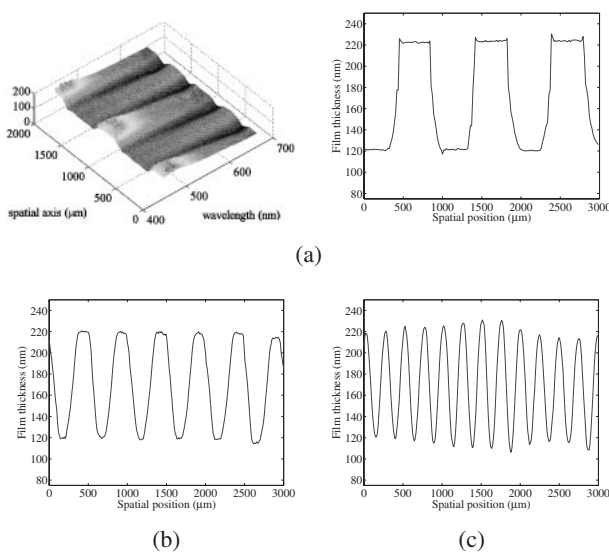 200
100
0
2000
1500
1000
500
0
400
500
600
700
spatial axis (μm)
wavelength (nm)
240
220
200
180
160
140
120
100
80
Film thickness (nm)
0 500 1000 1500 2000 2500 3000
Spatial position (μm)
(a)
240
220
200
180
160
140
120
100
80
Film thickness (nm)
0 500 1000 1500 2000 2500 3000
Spatial position (μm)
(b)
240
220
200
180
160
140
120
100
80
Film thickness (nm)
0 500 1000 1500 2000 2500 3000
Spatial position (μm)
(c)